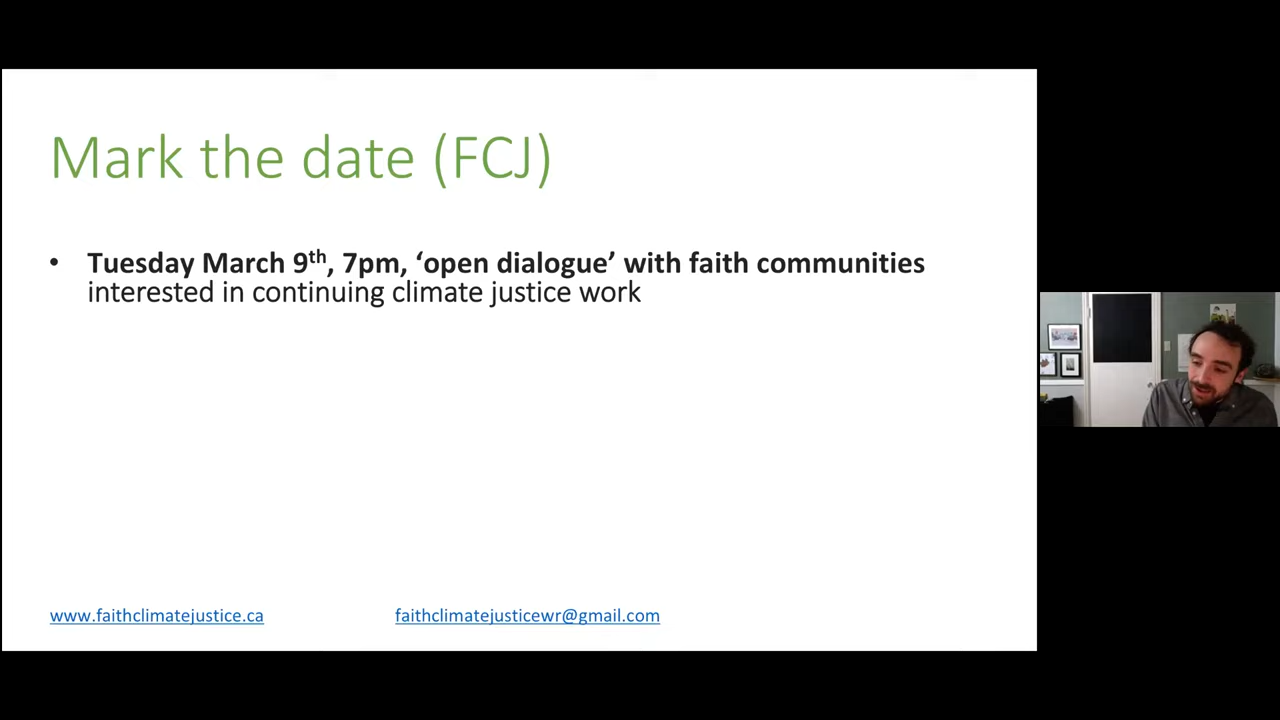 Mark the date (FCJ)
• Tuesday March 9th, 7pm, ‘open dialogue’ with faith communities
interested in continuing climate justice work
www.faithclimatejustice.ca faithclimatejusticewr@gmail.com